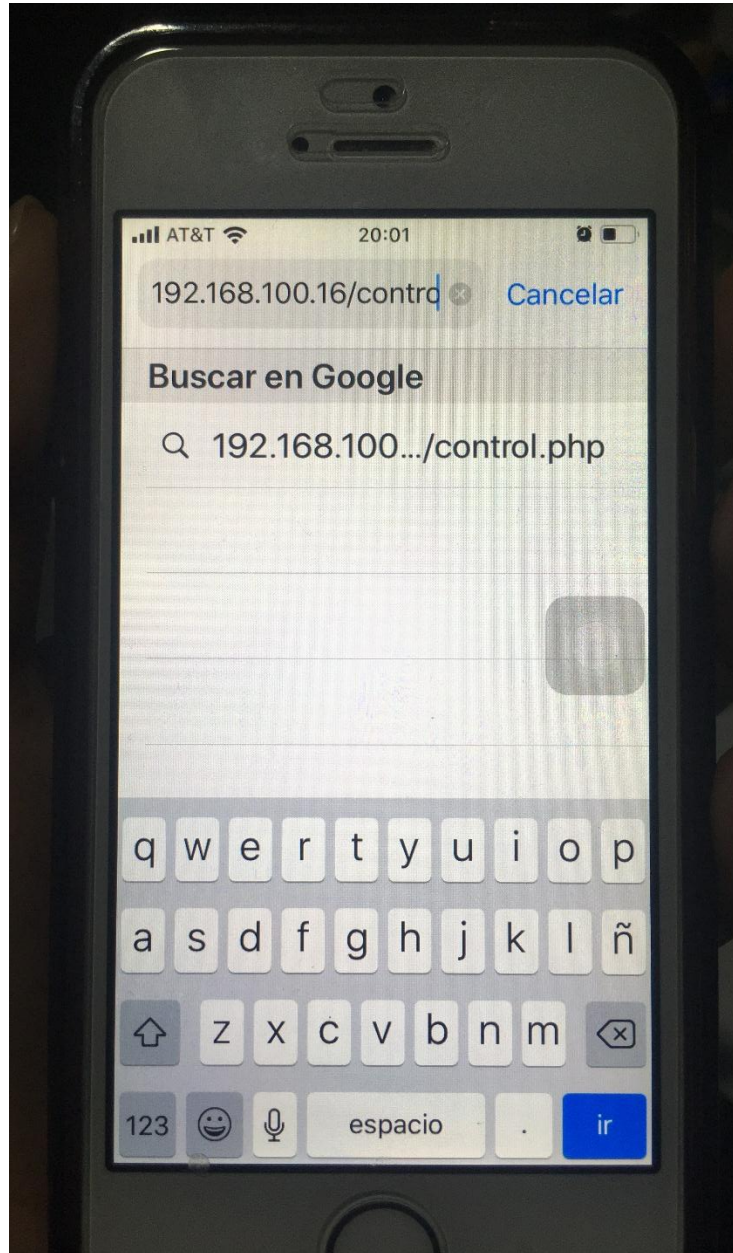 AT&T 20:01
192.168.100.16/contro Cancelar
Buscar en Google
192.168.100.../control.php
q w e r t y u i o p
a s d f g h j k l ñ
z x c v b n m
123 espacio . ir